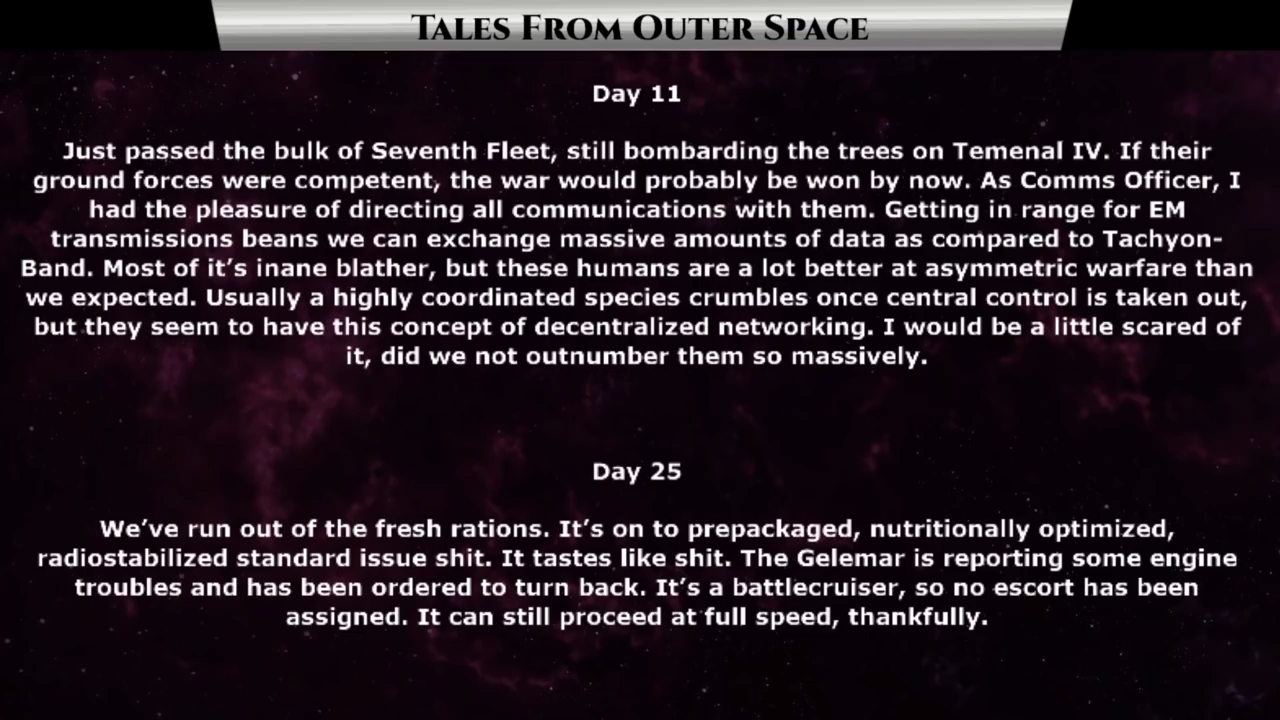 TALES FROM OUTER SPACE
Day 11
Just passed the bulk of Seventh Fleet, still bombarding the trees on Temenal IV. If their
ground forces were competent, the war would probably be won by now. As Comms Officer, I
had the pleasure of directing all communications with them. Getting in range for EM
transmissions beans we can exchange massive amounts of data as compared to Tachyon-
Band. Most of it’s inane blather, but these humans are a lot better at asymmetric warfare than
we expected. Usually a highly coordinated species crumbles once central control is taken out,
but they seem to have this concept of decentralized networking. I would be a little scared of
it, did we not outnumber them so massively.
Day 25
We’ve run out of the fresh rations. It’s on to prepackaged, nutritionally optimized,
radiostabilized standard issue shit. It tastes like shit. The Gelemar is reporting some engine
troubles and has been ordered to turn back. It’s a battlecruiser, so no escort has been
assigned. It can still proceed at full speed, thankfully.